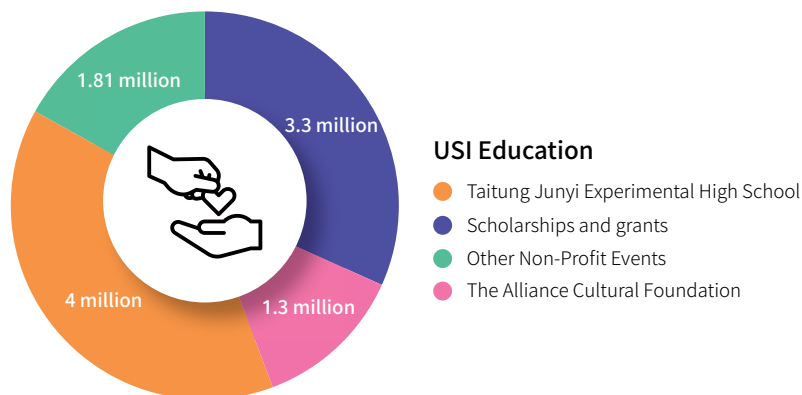 1.81 million
3.3 million
4 million
1.3 million
USI Education
Taitung Junyi Experimental High School
Scholarships and grants
Other Non-Profit Events
The Alliance Cultural Foundation